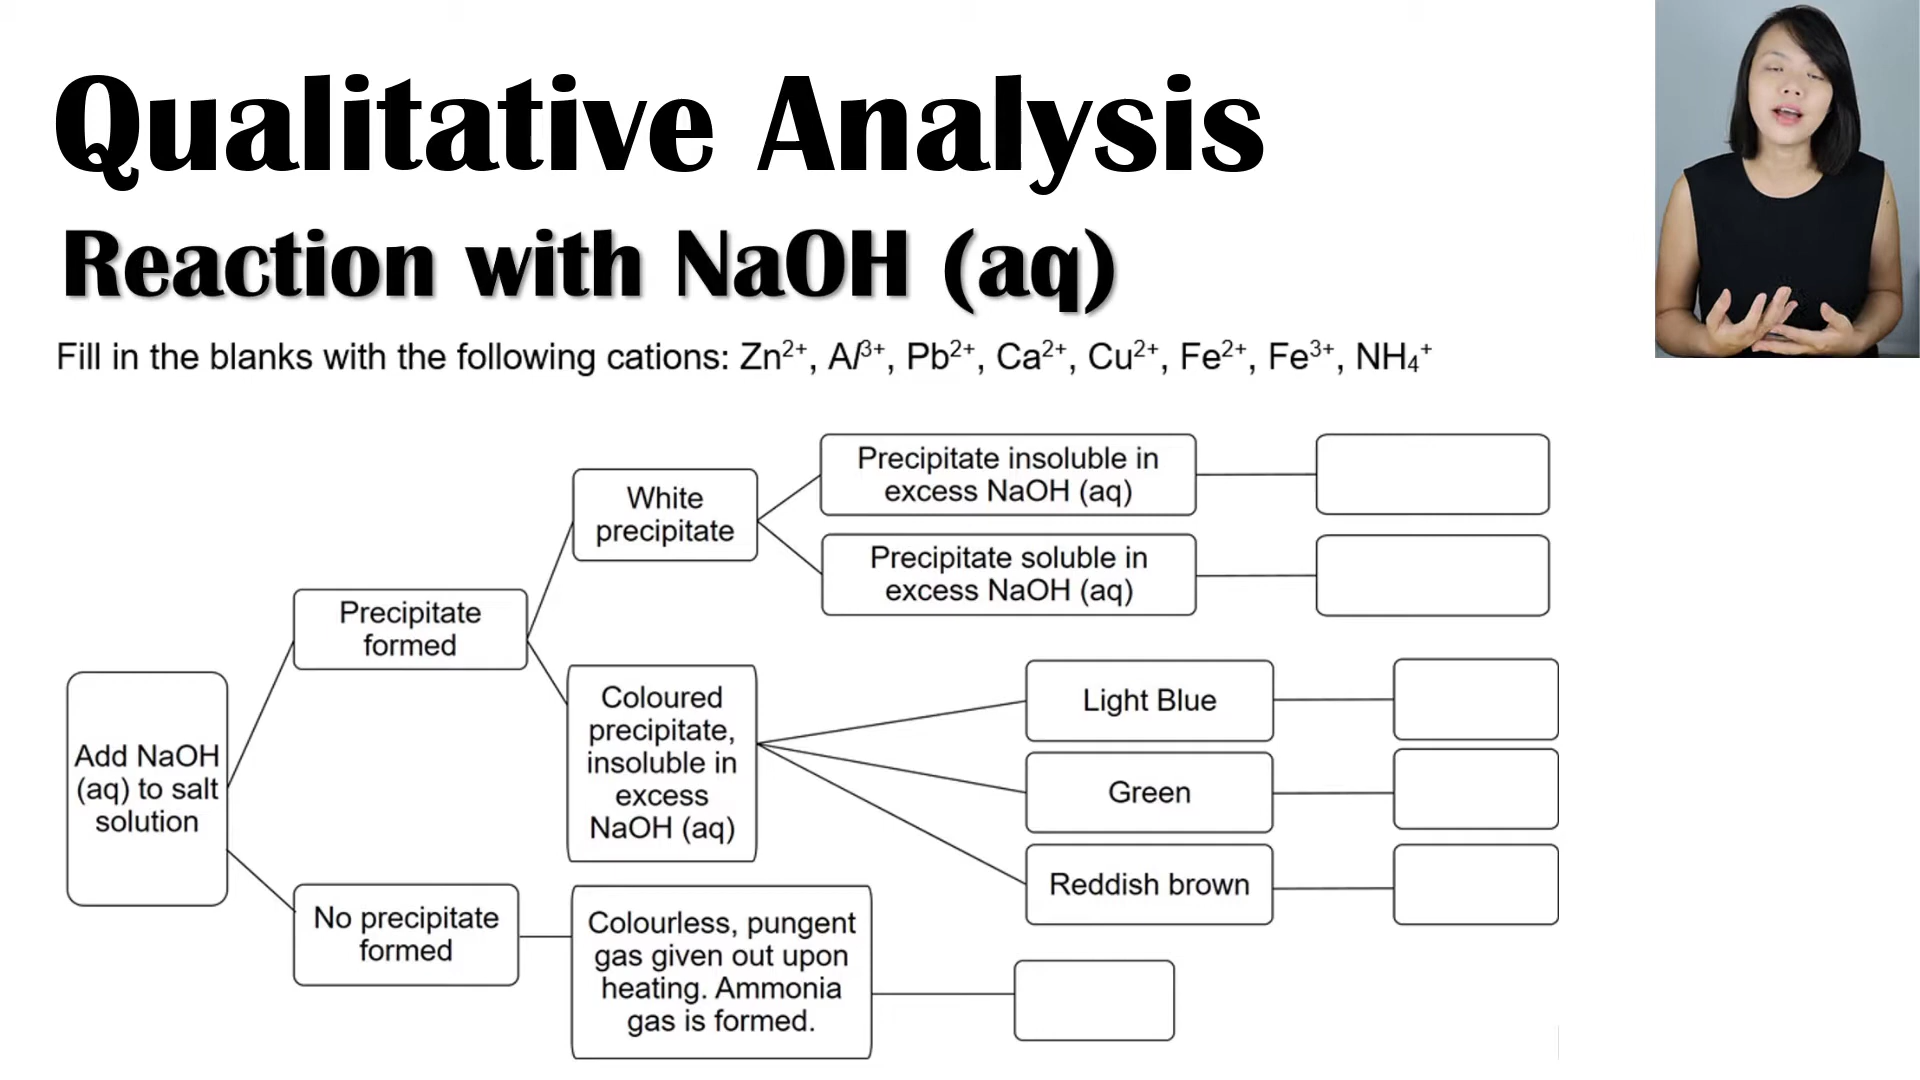 Qualitative Analysis
Reaction with NaOH (aq)
Fill in the blanks with the following cations: Zn²⁺, Al³⁺, Pb²⁺, Ca²⁺, Cu²⁺, Fe²⁺, Fe³⁺, NH₄⁺
Add NaOH
(aq) to salt
solution
Precipitate
formed
White
precipitate
Precipitate insoluble in
excess NaOH (aq)
Precipitate soluble in
excess NaOH (aq)
Coloured
precipitate,
insoluble in
excess
NaOH (aq)
Light Blue
Green
Reddish brown
No precipitate
formed
Colourless, pungent
gas given out upon
heating. Ammonia
gas is formed.